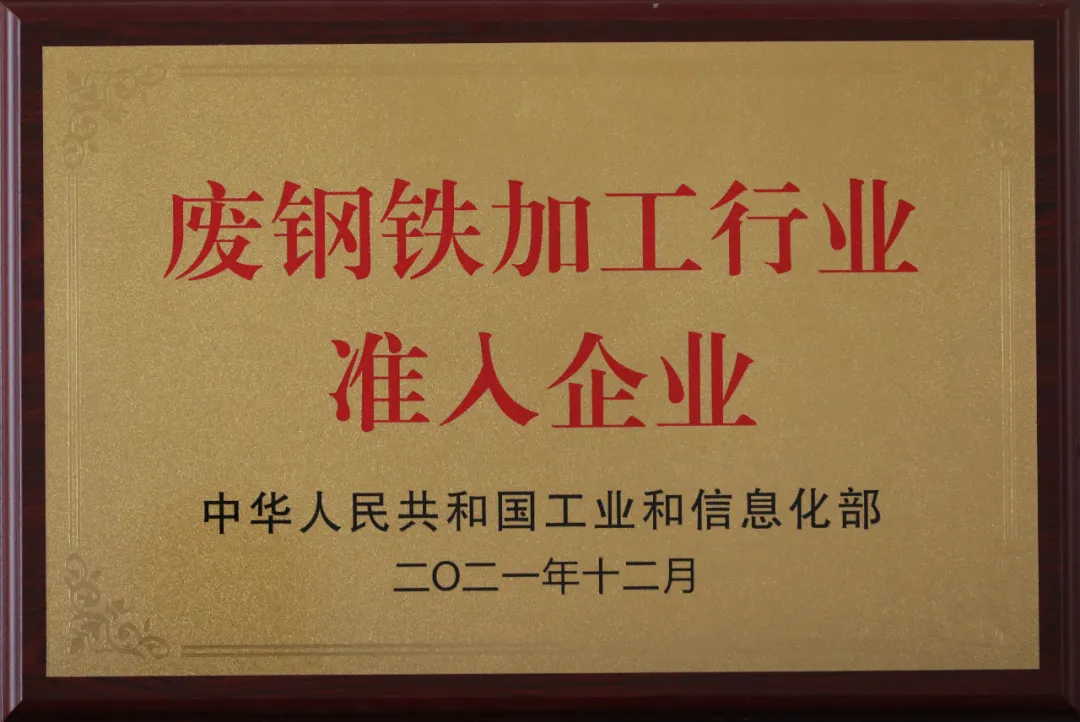 废钢铁加工行业
准入企业
中华人民共和国工业和信息化部
二〇二一年十二月